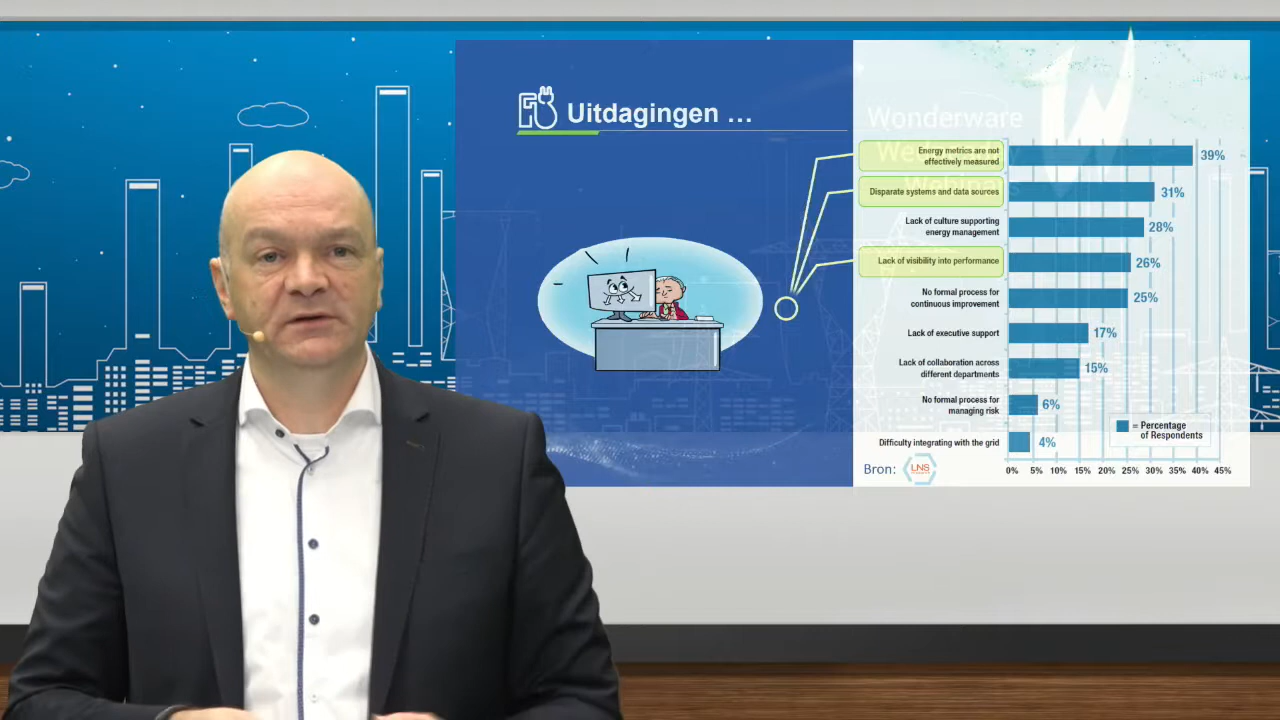 Uitdagingen ...
Wonderware
Energy metrics are not
effectively measured
39%
Disparate systems and data sources
31%
Lack of culture supporting
energy management
28%
Lack of visibility into performance
26%
No formal process for
continuous improvement
25%
Lack of executive support
17%
Lack of collaboration across
different departments
15%
No formal process for
managing risk
6%
Difficulty integrating with the grid
4%
= Percentage
of Respondents
0% 5% 10% 15% 20% 25% 30% 35% 40% 45%
Bron:
LNS